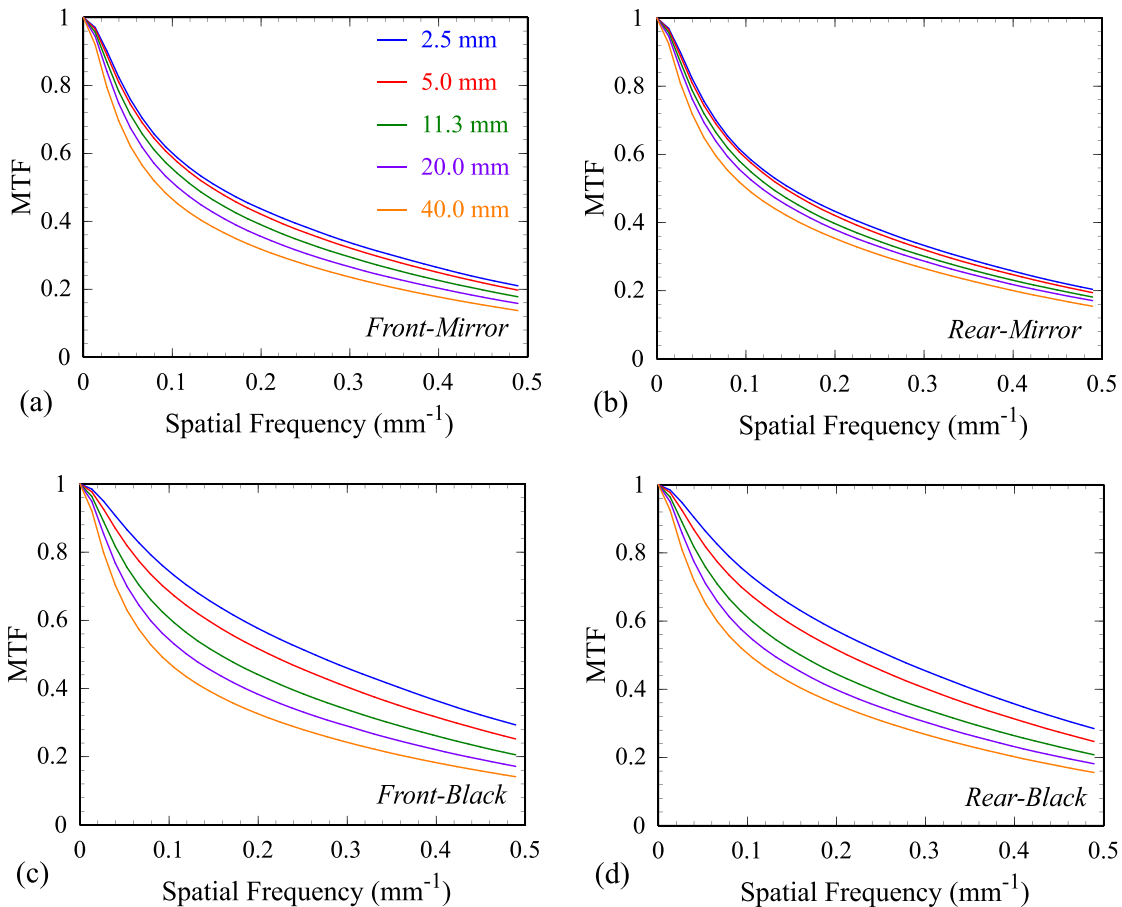 1
0.8
0.6
0.4
0.2
0
MTF
2.5 mm
5.0 mm
11.3 mm
20.0 mm
40.0 mm
Front-Mirror
0 0.1 0.2 0.3 0.4 0.5
(a)
Spatial Frequency (mm⁻¹)
1
0.8
0.6
0.4
0.2
0
MTF
Rear-Mirror
0 0.1 0.2 0.3 0.4 0.5
(b)
Spatial Frequency (mm⁻¹)
1
0.8
0.6
0.4
0.2
0
MTF
Front-Black
0 0.1 0.2 0.3 0.4 0.5
(c)
Spatial Frequency (mm⁻¹)
1
0.8
0.6
0.4
0.2
0
MTF
Rear-Black
0 0.1 0.2 0.3 0.4 0.5
(d)
Spatial Frequency (mm⁻¹)